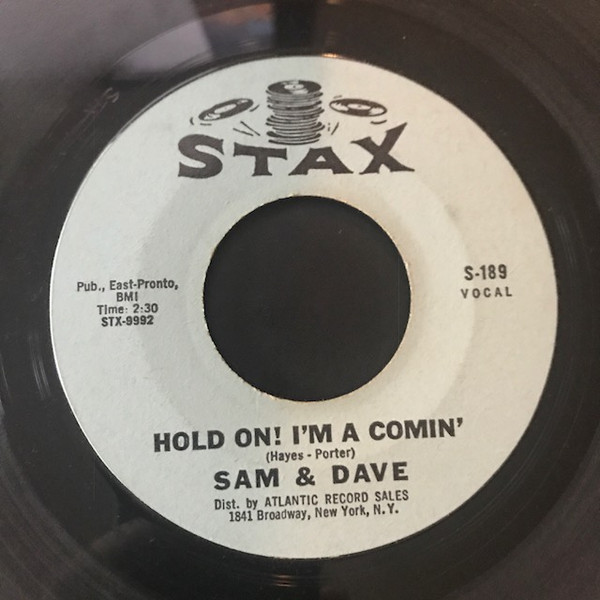 STAX
Pub., East-Pronto,
BMI
Time: 2:30
STX-9992
S-189
VOCAL
HOLD ON! I'M A COMIN'
(Hayes - Porter)
SAM & DAVE
Dist. by ATLANTIC RECORD SALES
1841 Broadway, New York, N.Y.